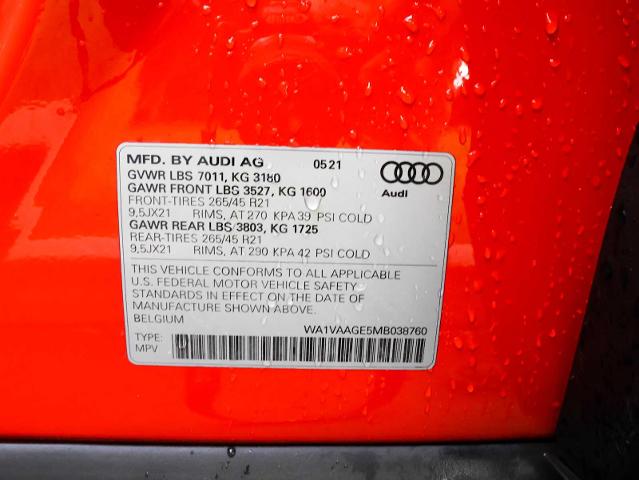 MFD. BY AUDI AG 05 21
GVWR LBS 7011, KG 3180
GAWR FRONT LBS 3527, KG 1600
FRONT-TIRES 265/45 R21
9,5JX21 RIMS, AT 270 KPA 39 PSI COLD
GAWR REAR LBS 3803, KG 1725
REAR-TIRES 265/45 R21
9,5JX21 RIMS, AT 290 KPA 42 PSI COLD
Audi
THIS VEHICLE CONFORMS TO ALL APPLICABLE
U.S. FEDERAL MOTOR VEHICLE SAFETY
STANDARDS IN EFFECT ON THE DATE OF
MANUFACTURE SHOWN ABOVE.
BELGIUM
WA1VAAGE5MB038760
TYPE:
MPV